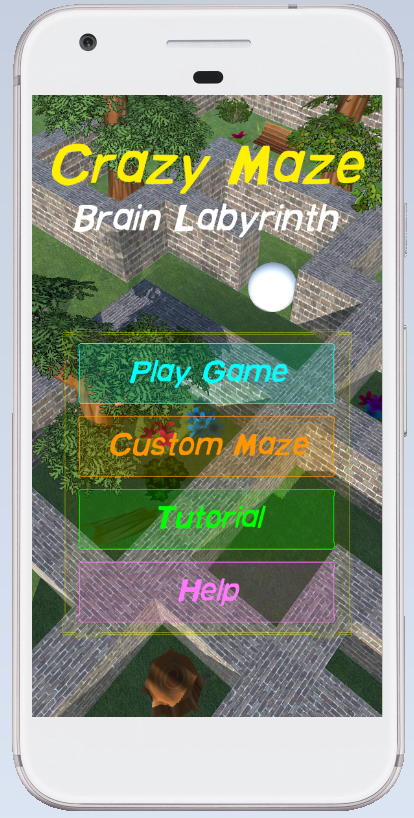 Crazy Maze
Brain Labyrinth
Play Game
Custom Maze
Tutorial
Help